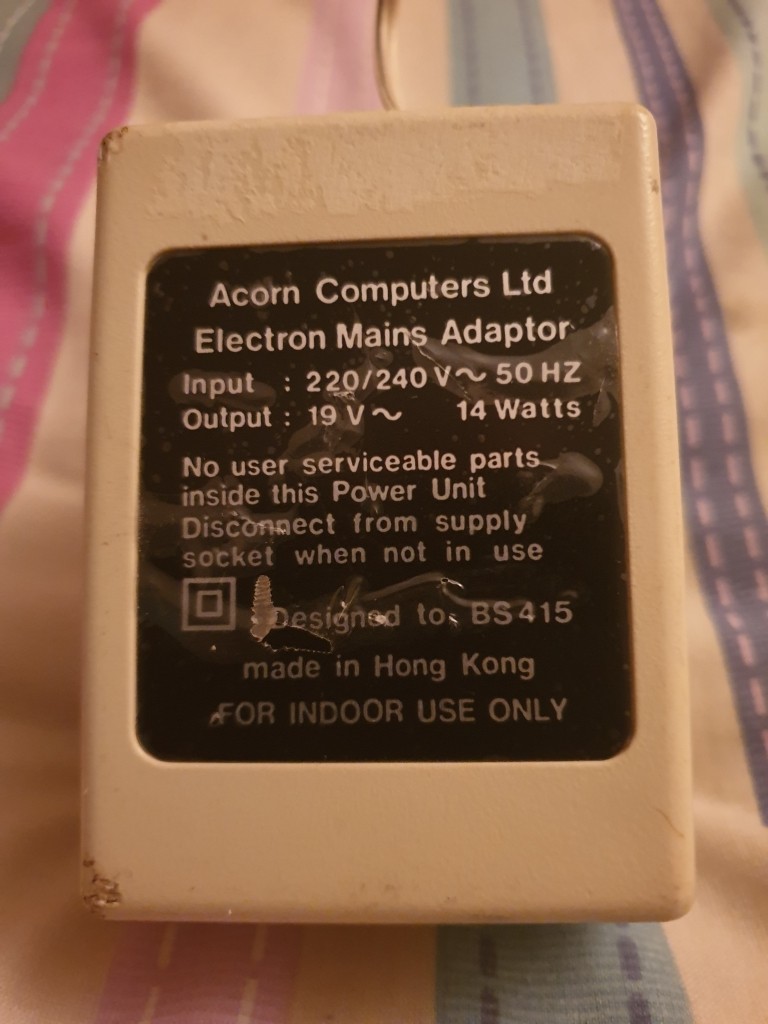 Acorn Computers Ltd
Electron Mains Adaptor
Input : 220/240 V~ 50 HZ
Output : 19 V~ 14 Watts
No user serviceable parts
inside this Power Unit
Disconnect from supply
socket when not in use
Designed to BS415
made in Hong Kong
FOR INDOOR USE ONLY